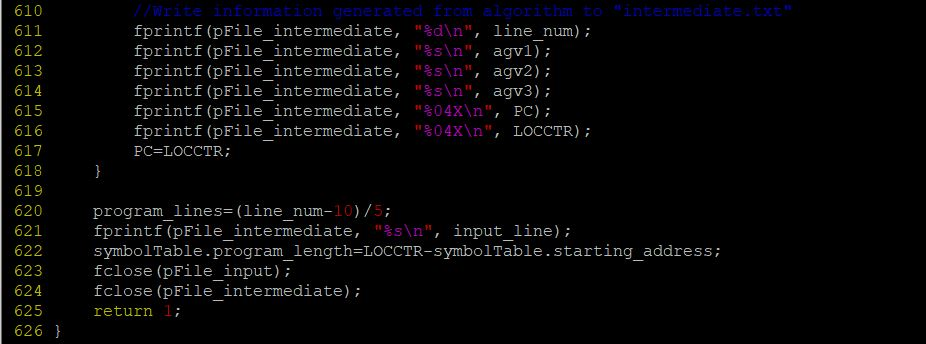 610 //Write information generated from algorithm to "intermediate.txt"
611 fprintf(pFile_intermediate, "%d\n", line_num);
612 fprintf(pFile_intermediate, "%s\n", agv1);
613 fprintf(pFile_intermediate, "%s\n", agv2);
614 fprintf(pFile_intermediate, "%s\n", agv3);
615 fprintf(pFile_intermediate, "%04X\n", PC);
616 fprintf(pFile_intermediate, "%04X\n", LOCCTR);
617 PC=LOCCTR;
618 }
619
620 program_lines=(line_num-10)/5;
621 fprintf(pFile_intermediate, "%s\n", input_line);
622 symbolTable.program_length=LOCCTR-symbolTable.starting_address;
623 fclose(pFile_input);
624 fclose(pFile_intermediate);
625 return 1;
626 }